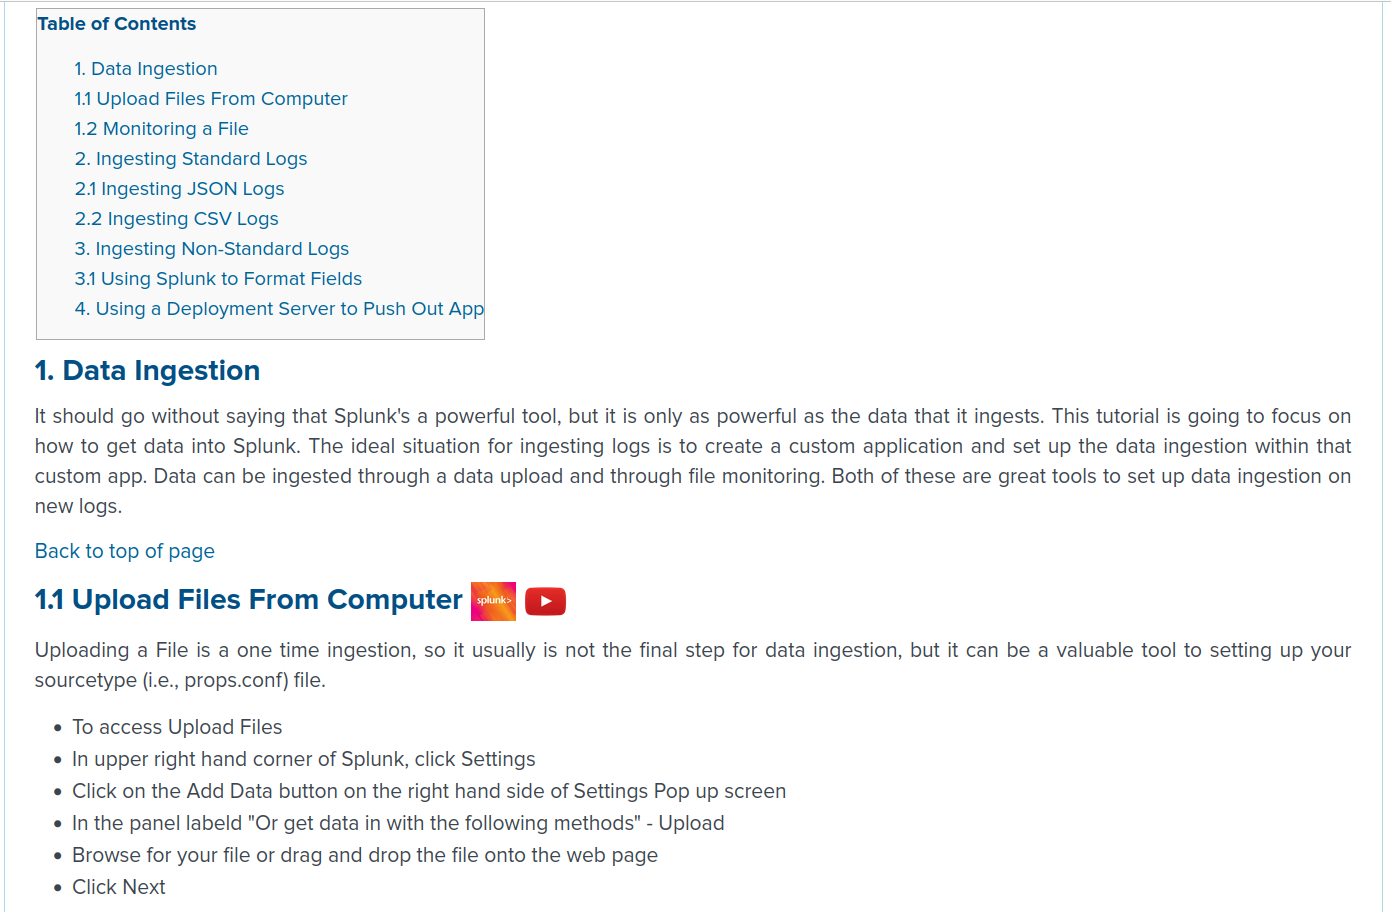 Table of Contents
1. Data Ingestion
1.1 Upload Files From Computer
1.2 Monitoring a File
2. Ingesting Standard Logs
2.1 Ingesting JSON Logs
2.2 Ingesting CSV Logs
3. Ingesting Non-Standard Logs
3.1 Using Splunk to Format Fields
4. Using a Deployment Server to Push Out App
1. Data Ingestion
It should go without saying that Splunk's a powerful tool, but it is only as powerful as the data that it ingests. This tutorial is going to focus on
how to get data into Splunk. The ideal situation for ingesting logs is to create a custom application and set up the data ingestion within that
custom app. Data can be ingested through a data upload and through file monitoring. Both of these are great tools to set up data ingestion on
new logs.
Back to top of page
1.1 Upload Files From Computer splunk>
Uploading a File is a one time ingestion, so it usually is not the final step for data ingestion, but it can be a valuable tool to setting up your
sourcetype (i.e., props.conf) file.
• To access Upload Files
• In upper right hand corner of Splunk, click Settings
• Click on the Add Data button on the right hand side of Settings Pop up screen
• In the panel labeld "Or get data in with the following methods" - Upload
• Browse for your file or drag and drop the file onto the web page
• Click Next